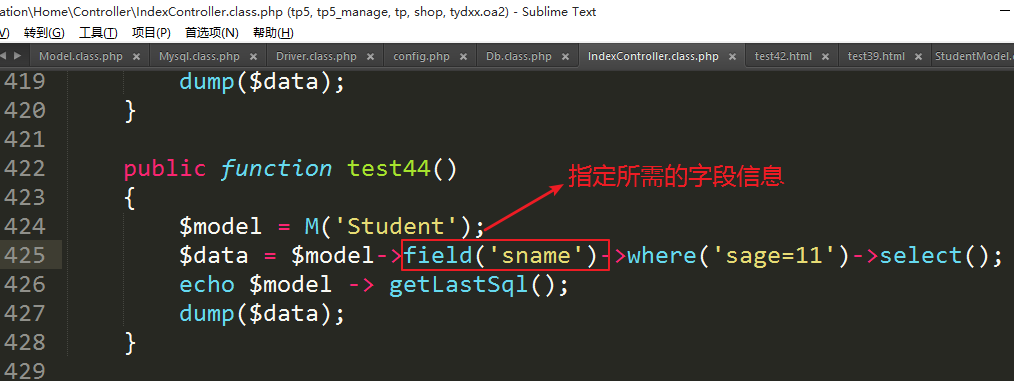 ation\Home\Controller\IndexController.class.php (tp5, tp5_manage, tp, shop, tydxx.oa2) - Sublime Text
V) 转到(G) 工具(T) 项目(P) 首选项(N) 帮助(H)
Model.class.php × Mysql.class.php × Driver.class.php × config.php × Db.class.php × IndexController.class.php × test42.html × test39.html × StudentModel.c
419 dump($data);
420 }
421
422 public function test44()
指定所需的字段信息
423 {
424 $model = M('Student');
425 $data = $model->field('sname')->where('sage=11')->select();
426 echo $model -> getLastSql();
427 dump($data);
428 }
429